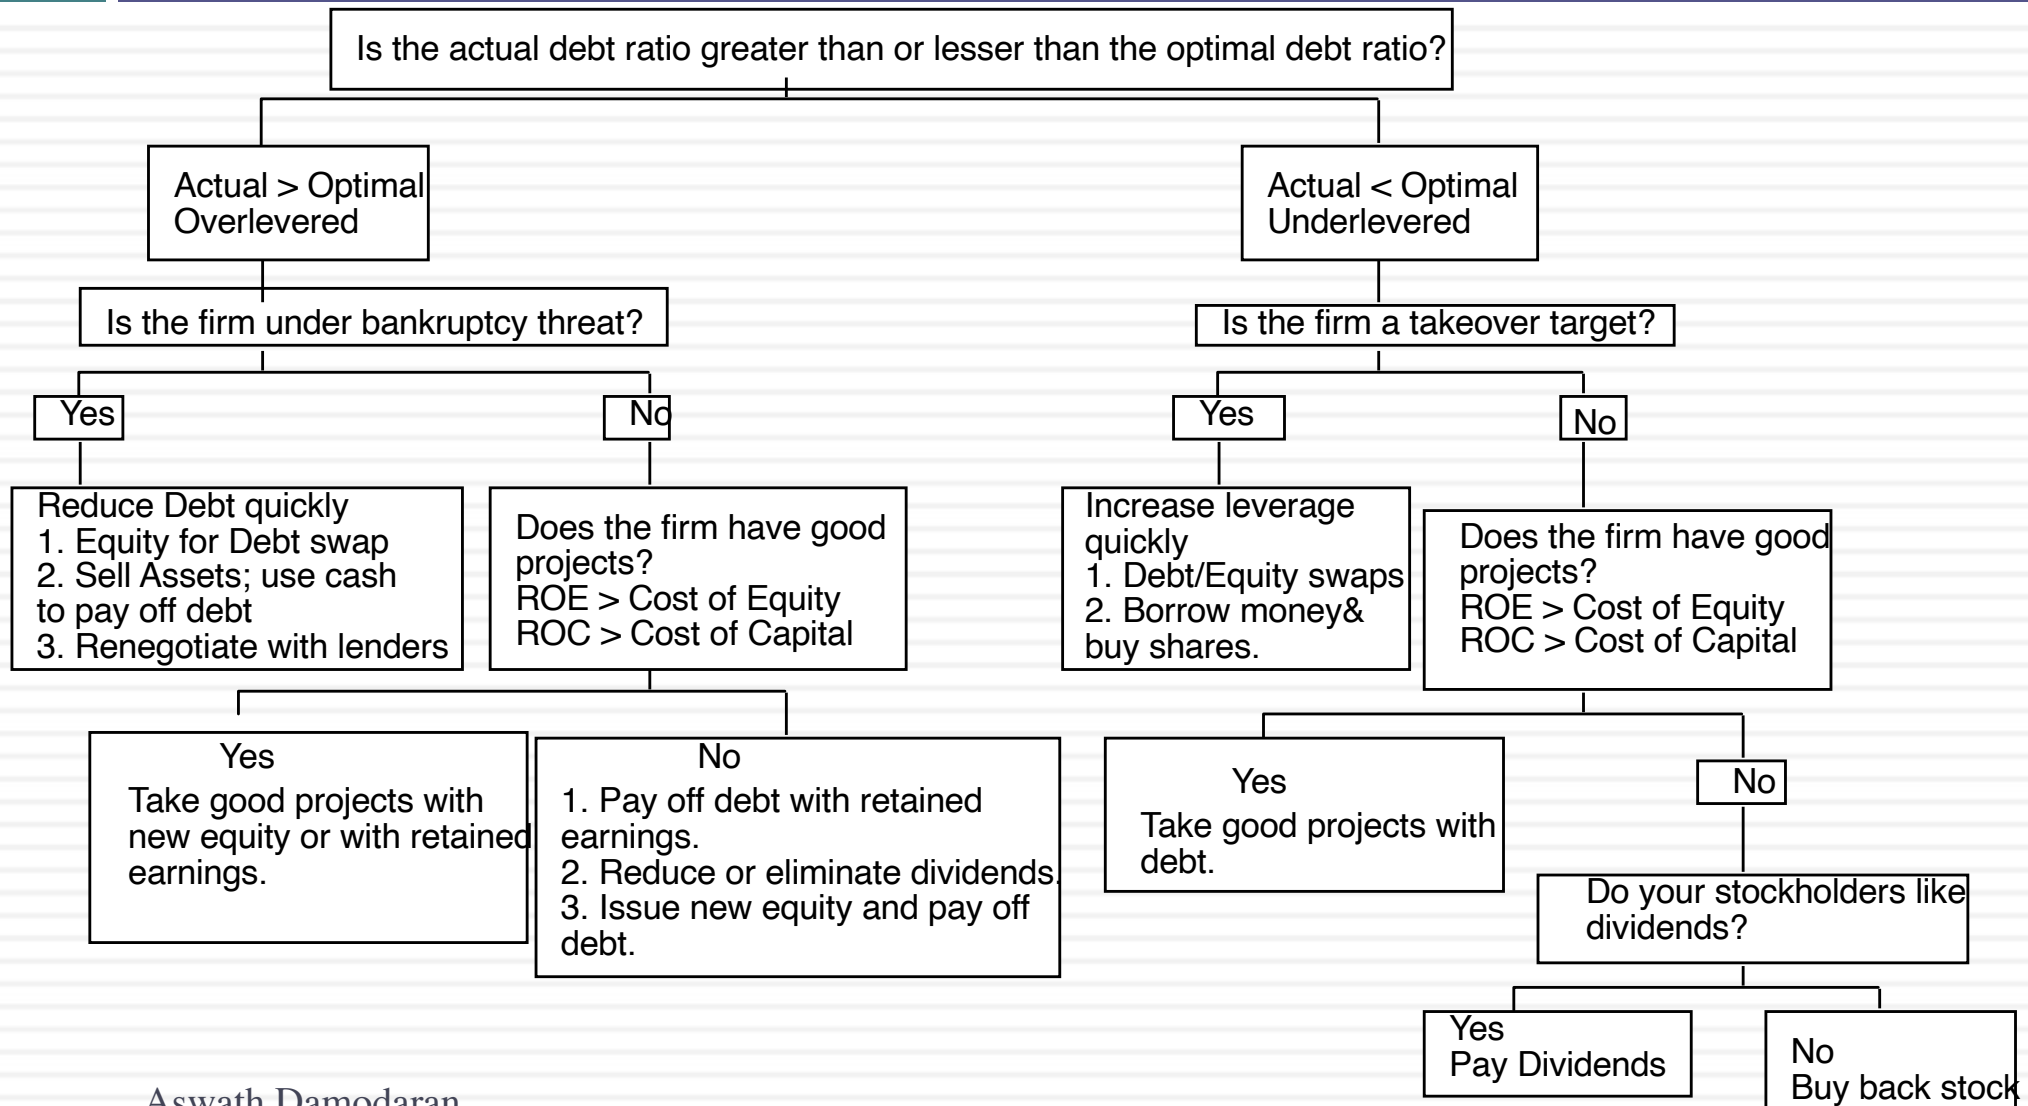 Is the actual debt ratio greater than or lesser than the optimal debt ratio?
Actual > Optimal
Overlevered
Actual < Optimal
Underlevered
Is the firm under bankruptcy threat?
Is the firm a takeover target?
Yes
No
Yes
No
Reduce Debt quickly
1. Equity for Debt swap
2. Sell Assets; use cash
to pay off debt
3. Renegotiate with lenders
Does the firm have good
projects?
ROE > Cost of Equity
ROC > Cost of Capital
Increase leverage
quickly
1. Debt/Equity swaps
2. Borrow money&
buy shares.
Does the firm have good
projects?
ROE > Cost of Equity
ROC > Cost of Capital
Yes
Take good projects with
new equity or with retained
earnings.
No
1. Pay off debt with retained
earnings.
2. Reduce or eliminate dividends.
3. Issue new equity and pay off
debt.
Yes
Take good projects with
debt.
No
Do your stockholders like
dividends?
Yes
Pay Dividends
No
Buy back stock
Aswath Damodaran